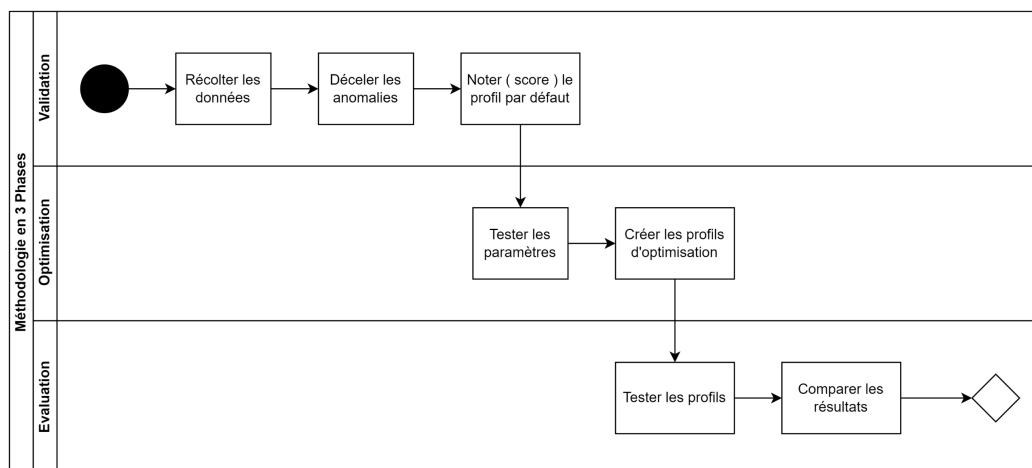 Méthodologie en 3 Phases
Validation
Récolter les
données
Déceler les
anomalies
Noter ( score ) le
profil par défaut
Optimisation
Tester les
paramètres
Créer les profils
d'optimisation
Evaluation
Tester les profils
Comparer les
résultats